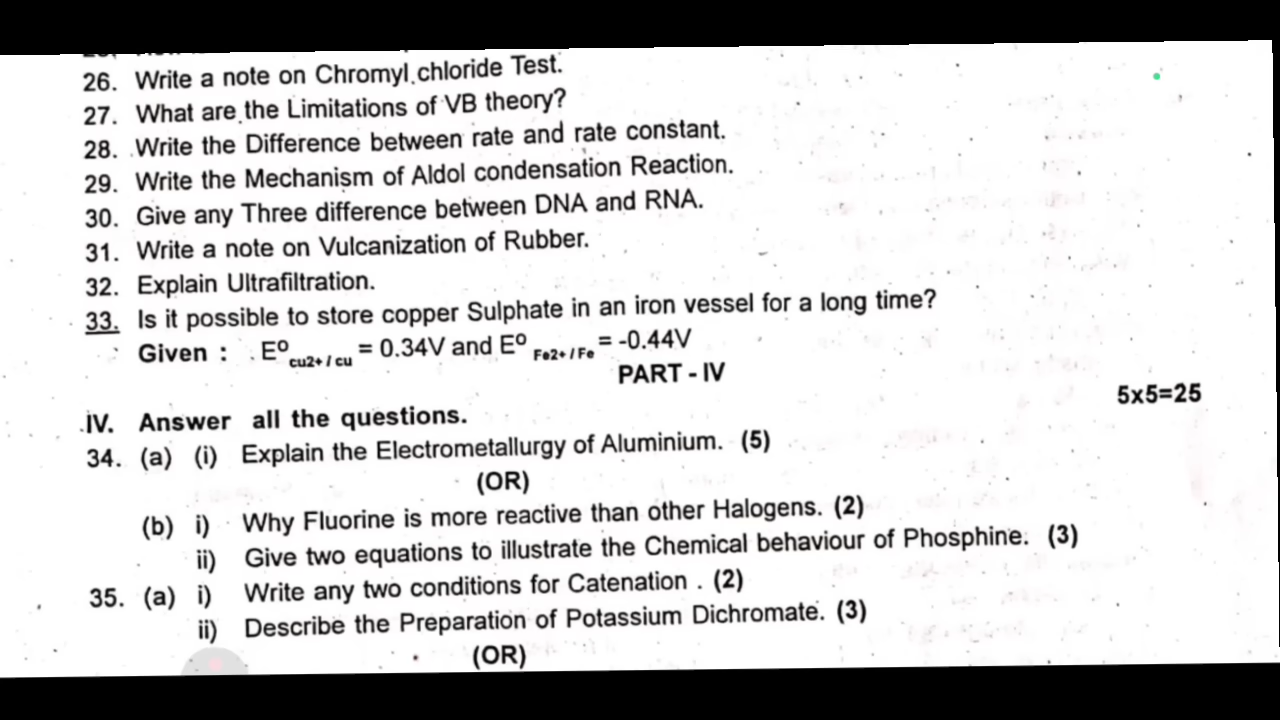 26. Write a note on Chromyl chloride Test.
27. What are the Limitations of VB theory?
28. Write the Difference between rate and rate constant.
29. Write the Mechanism of Aldol condensation Reaction.
30. Give any Three difference between DNA and RNA.
31. Write a note on Vulcanization of Rubber.
32. Explain Ultrafiltration.
33. Is it possible to store copper Sulphate in an iron vessel for a long time?
Given : E° cu2+ / cu = 0.34V and E° Fe2+ / Fe = -0.44V
PART - IV
5x5=25
IV. Answer all the questions.
34. (a) (i) Explain the Electrometallurgy of Aluminium. (5)
(OR)
(b) i) Why Fluorine is more reactive than other Halogens. (2)
ii) Give two equations to illustrate the Chemical behaviour of Phosphine. (3)
35. (a) i) Write any two conditions for Catenation . (2)
ii) Describe the Preparation of Potassium Dichromate. (3)
(OR)